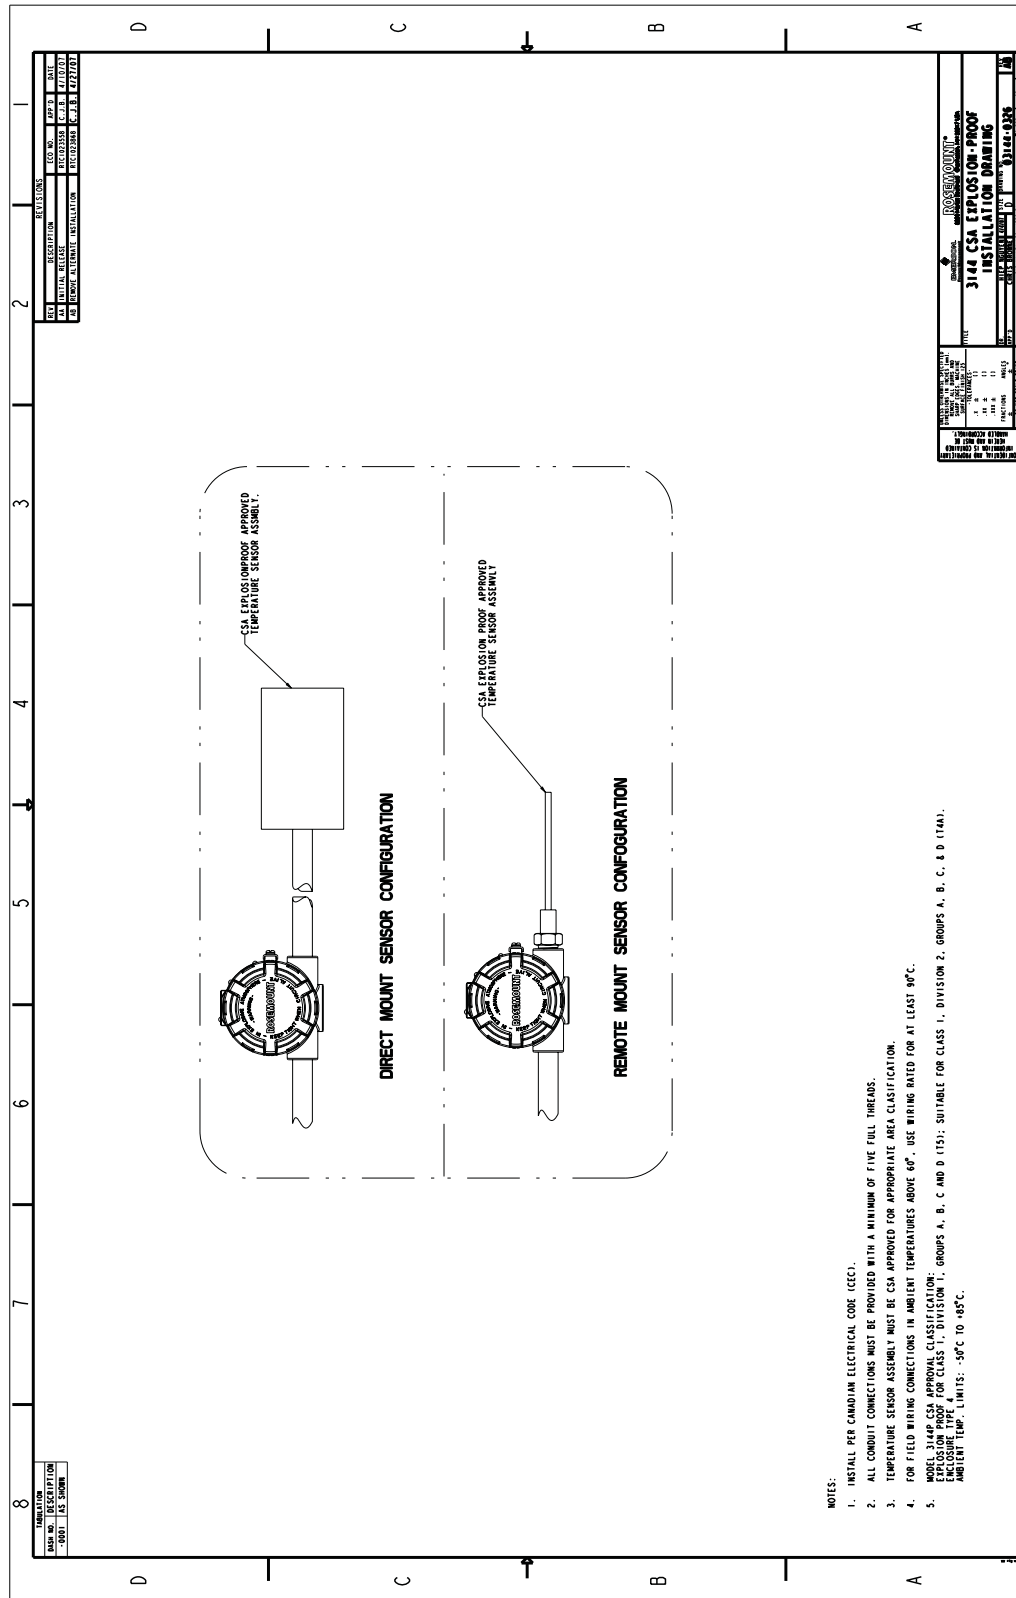 8
7
6
5
4
3
2
1
D
C
B
A
TABULATION
DASH NO. DESCRIPTION
-0001 AS SHOWN
REVISIONS
REV DESCRIPTION ECO NO. APP'D DATE
AA INITIAL RELEASE RTC1023558 C.J.B. 4/10/07
AB REMOVE ALTERNATE INSTALLATION RTC1023868 C.J.B. 4/27/07
CSA EXPLOSIONPROOF APPROVED
TEMPERATURE SENSOR ASSMBLY.
ROSEMOUNT
DIRECT MOUNT SENSOR CONFIGURATION
CSA EXPLOSION PROOF APPROVED
TEMPERATURE SENSOR ASSEMVLY
ROSEMOUNT
REMOTE MOUNT SENSOR CONFOGURATION
NOTES:
1. INSTALL PER CANADIAN ELECTRICAL CODE (CEC).
2. ALL CONDUIT CONNECTIONS MUST BE PROVIDED WITH A MINIMUM OF FIVE FULL THREADS.
3. TEMPERATURE SENSOR ASSEMBLY MUST BE CSA APPROVED FOR APPROPRIATE AREA CLASIFICATION.
4. FOR FIELD WIRING CONNECTIONS IN AMBIENT TEMPERATURES ABOVE 60°, USE WIRING RATED FOR AT LEAST 90°C.
5. MODEL 3144P CSA APPROVAL CLASSIFICATION:
EXPLOSION PROOF FOR CLASS I, DIVISION 1, GROUPS A, B, C AND D (T5); SUITABLE FOR CLASS I, DIVISION 2, GROUPS A, B, C, & D (T4A).
ENCLOSURE TYPE 4
AMBIENT TEMP. LIMITS: -50°C TO +85°C.
ROSEMOUNT®
TITLE
3144 CSA EXPLOSION-PROOF
INSTALLATION DRAWING
SIZE D
03144-0326
AB
TOLERANCES
FRACTIONS ANGLES
D
C
B
A